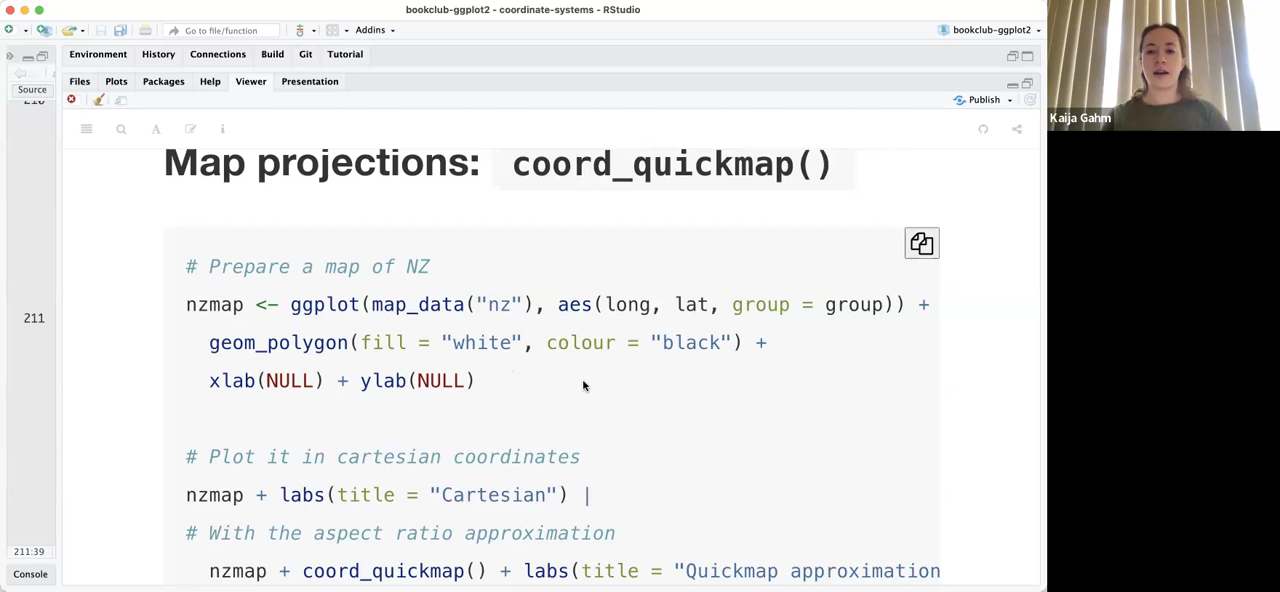 bookclub-ggplot2 - coordinate-systems - RStudio
Go to file/function
Addins
bookclub-ggplot2
Environment History Connections Build Git Tutorial
Files Plots Packages Help Viewer Presentation
Source
Publish
Kaija Gahm
Map projections: coord_quickmap()
# Prepare a map of NZ
nzmap <- ggplot(map_data("nz"), aes(long, lat, group = group)) +
geom_polygon(fill = "white", colour = "black") +
xlab(NULL) + ylab(NULL)
211
# Plot it in cartesian coordinates
nzmap + labs(title = "Cartesian") |
# With the aspect ratio approximation
nzmap + coord_quickmap() + labs(title = "Quickmap approximation
211:39
Console